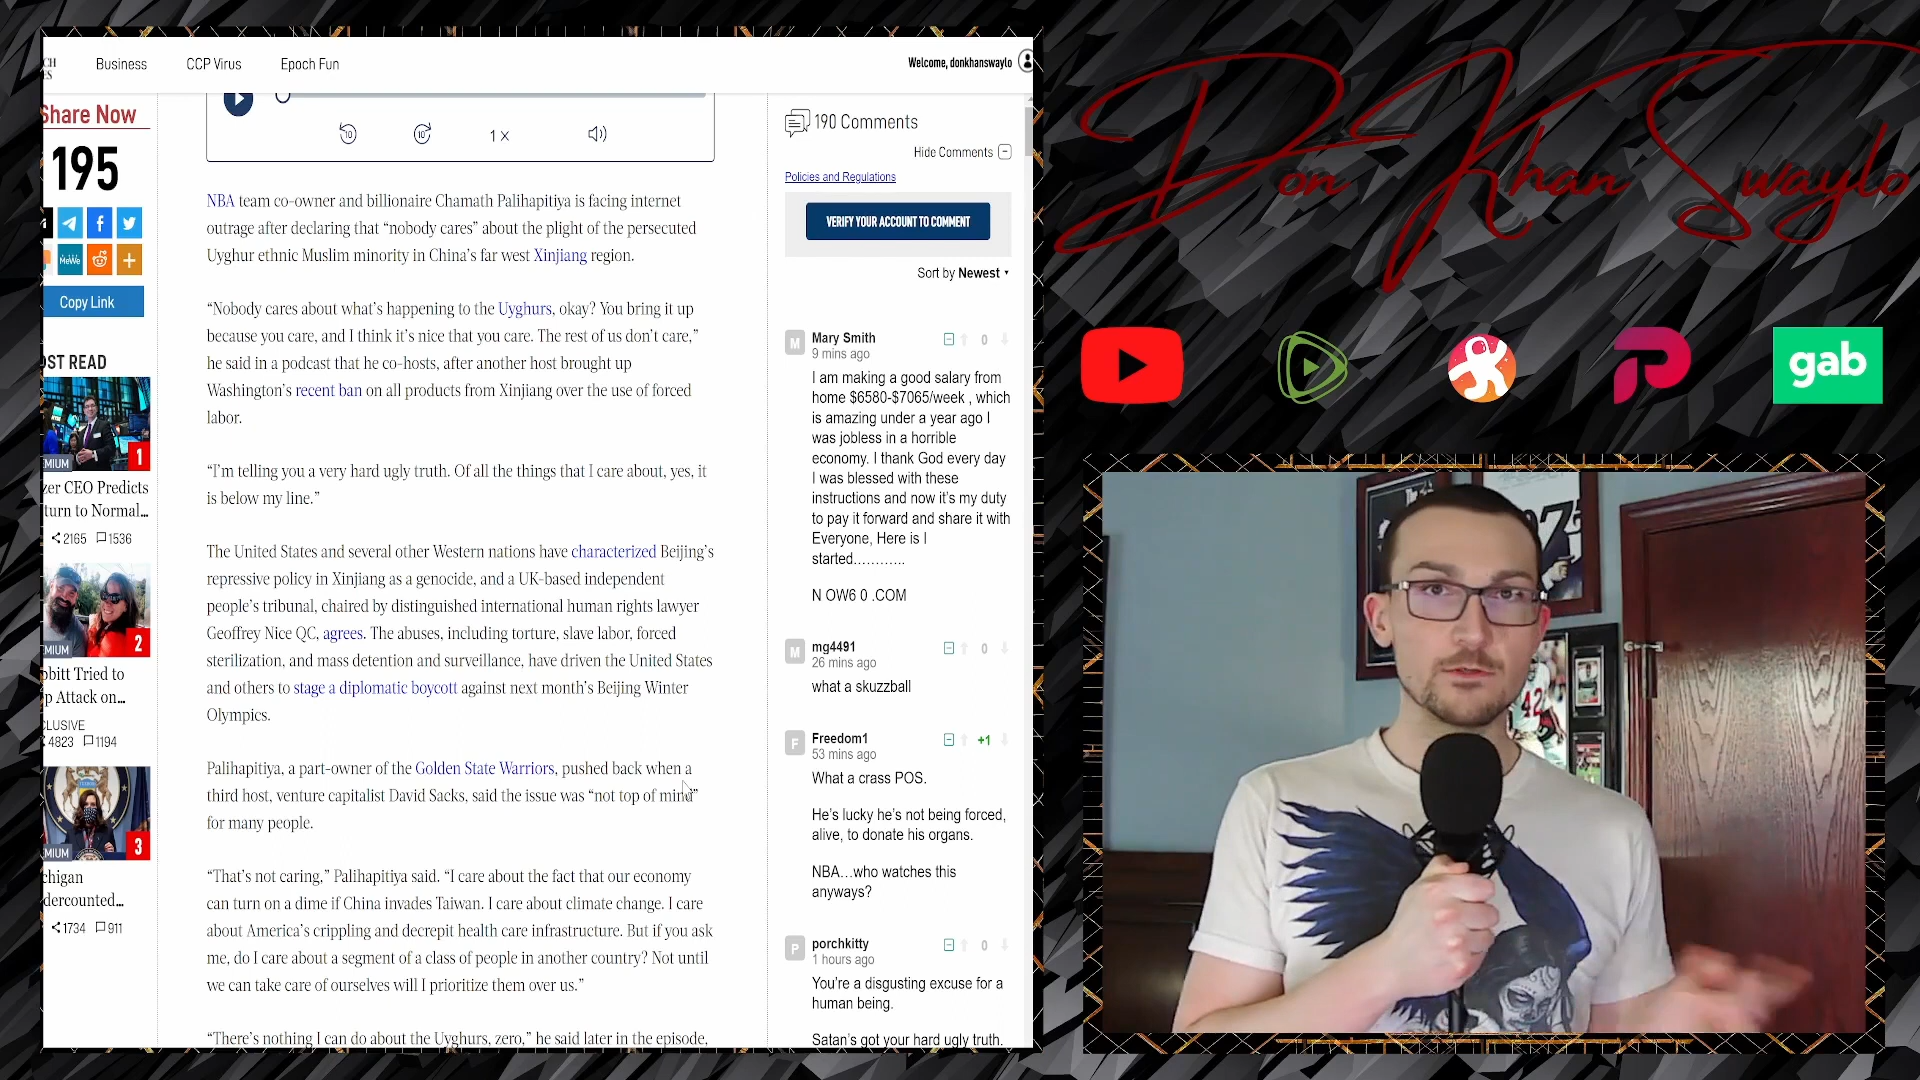 CH
ES
Business
CCP Virus
Epoch Fun
Welcome, donkhanswaylo
Share Now
195
MeWe
Copy Link
OST READ
EMIUM
1
zer CEO Predicts
turn to Normal...
2165
1536
EMIUM
2
bbitt Tried to
p Attack on...
CLUSIVE
4823
1194
EMIUM
3
chigan
dercounted...
1734
911
10
10
1 x
NBA team co-owner and billionaire Chamath Palihapitiya is facing internet
outrage after declaring that “nobody cares” about the plight of the persecuted
Uyghur ethnic Muslim minority in China’s far west Xinjiang region.
“Nobody cares about what’s happening to the Uyghurs, okay? You bring it up
because you care, and I think it’s nice that you care. The rest of us don’t care,”
he said in a podcast that he co-hosts, after another host brought up
Washington’s recent ban on all products from Xinjiang over the use of forced
labor.
“I’m telling you a very hard ugly truth. Of all the things that I care about, yes, it
is below my line.”
The United States and several other Western nations have characterized Beijing’s
repressive policy in Xinjiang as a genocide, and a UK-based independent
people’s tribunal, chaired by distinguished international human rights lawyer
Geoffrey Nice QC, agrees. The abuses, including torture, slave labor, forced
sterilization, and mass detention and surveillance, have driven the United States
and others to stage a diplomatic boycott against next month’s Beijing Winter
Olympics.
Palihapitiya, a part-owner of the Golden State Warriors, pushed back when a
third host, venture capitalist David Sacks, said the issue was “not top of mind”
for many people.
“That’s not caring,” Palihapitiya said. “I care about the fact that our economy
can turn on a dime if China invades Taiwan. I care about climate change. I care
about America’s crippling and decrepit health care infrastructure. But if you ask
me, do I care about a segment of a class of people in another country? Not until
we can take care of ourselves will I prioritize them over us.”
“There’s nothing I can do about the Uyghurs, zero,” he said later in the episode,
190 Comments
Hide Comments
Policies and Regulations
VERIFY YOUR ACCOUNT TO COMMENT
Sort by Newest
M
Mary Smith
0
9 mins ago
I am making a good salary from
home $6580-$7065/week , which
is amazing under a year ago I
was jobless in a horrible
economy. I thank God every day
I was blessed with these
instructions and now it’s my duty
to pay it forward and share it with
Everyone, Here is I
started………..
N OW6 0 .COM
M
mg4491
0
26 mins ago
what a skuzzball
F
Freedom1
+1
53 mins ago
What a crass POS.
He’s lucky he’s not being forced,
alive, to donate his organs.
NBA…who watches this
anyways?
P
porchkitty
0
1 hours ago
You’re a disgusting excuse for a
human being.
Satan’s got your hard ugly truth.
Don Khan Swaylo
gab
42